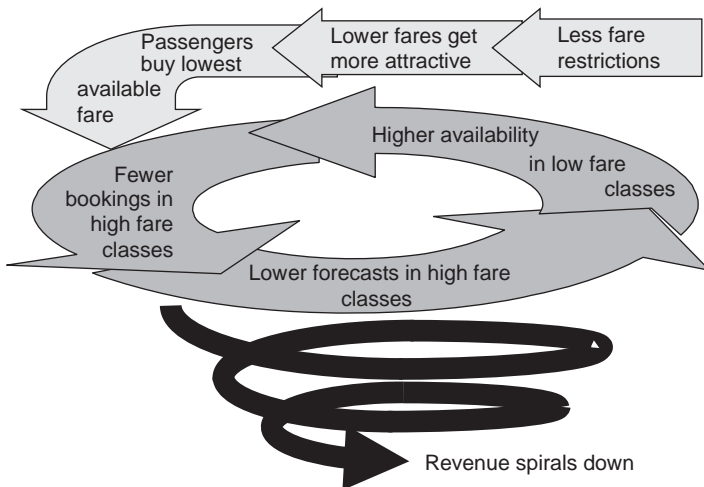 Passengers
buy lowest
available
fare
Lower fares get
more attractive
Less fare
restrictions
Higher availability
in low fare
classes
Fewer
bookings in
high fare
classes
Lower forecasts in high fare
classes
Revenue spirals down